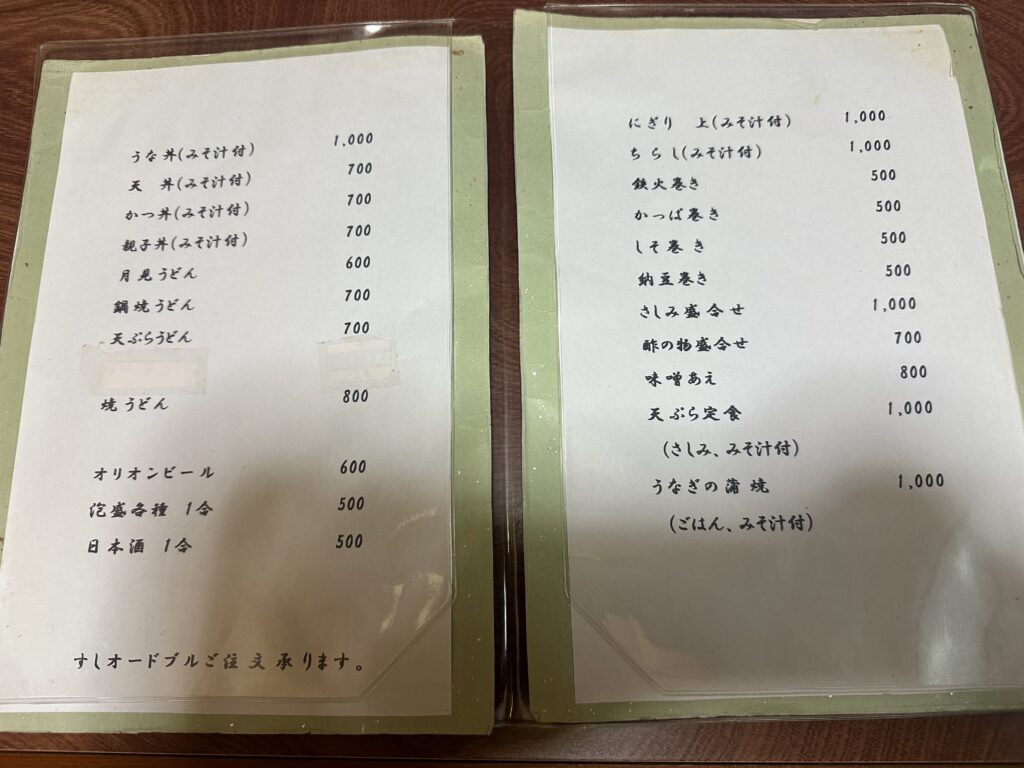 うな丼(みそ汁付) 1,000
天 丼(みそ汁付) 700
かつ丼(みそ汁付) 700
親子丼(みそ汁付) 700
月見うどん 600
鍋焼うどん 700
天ぷらうどん 700
焼うどん 800
オリオンビール 600
泡盛各種 1合 500
日本酒 1合 500
すしオードブルご注文承ります。
にぎり 上(みそ汁付) 1,000
ちらし(みそ汁付) 1,000
鉄火巻き 500
かっぱ巻き 500
しそ巻き 500
納豆巻き 500
さしみ盛合せ 1,000
酢の物盛合せ 700
味噌あえ 800
天ぷら定食 1,000
(さしみ、みそ汁付)
うなぎの蒲焼 1,000
(ごはん、みそ汁付)